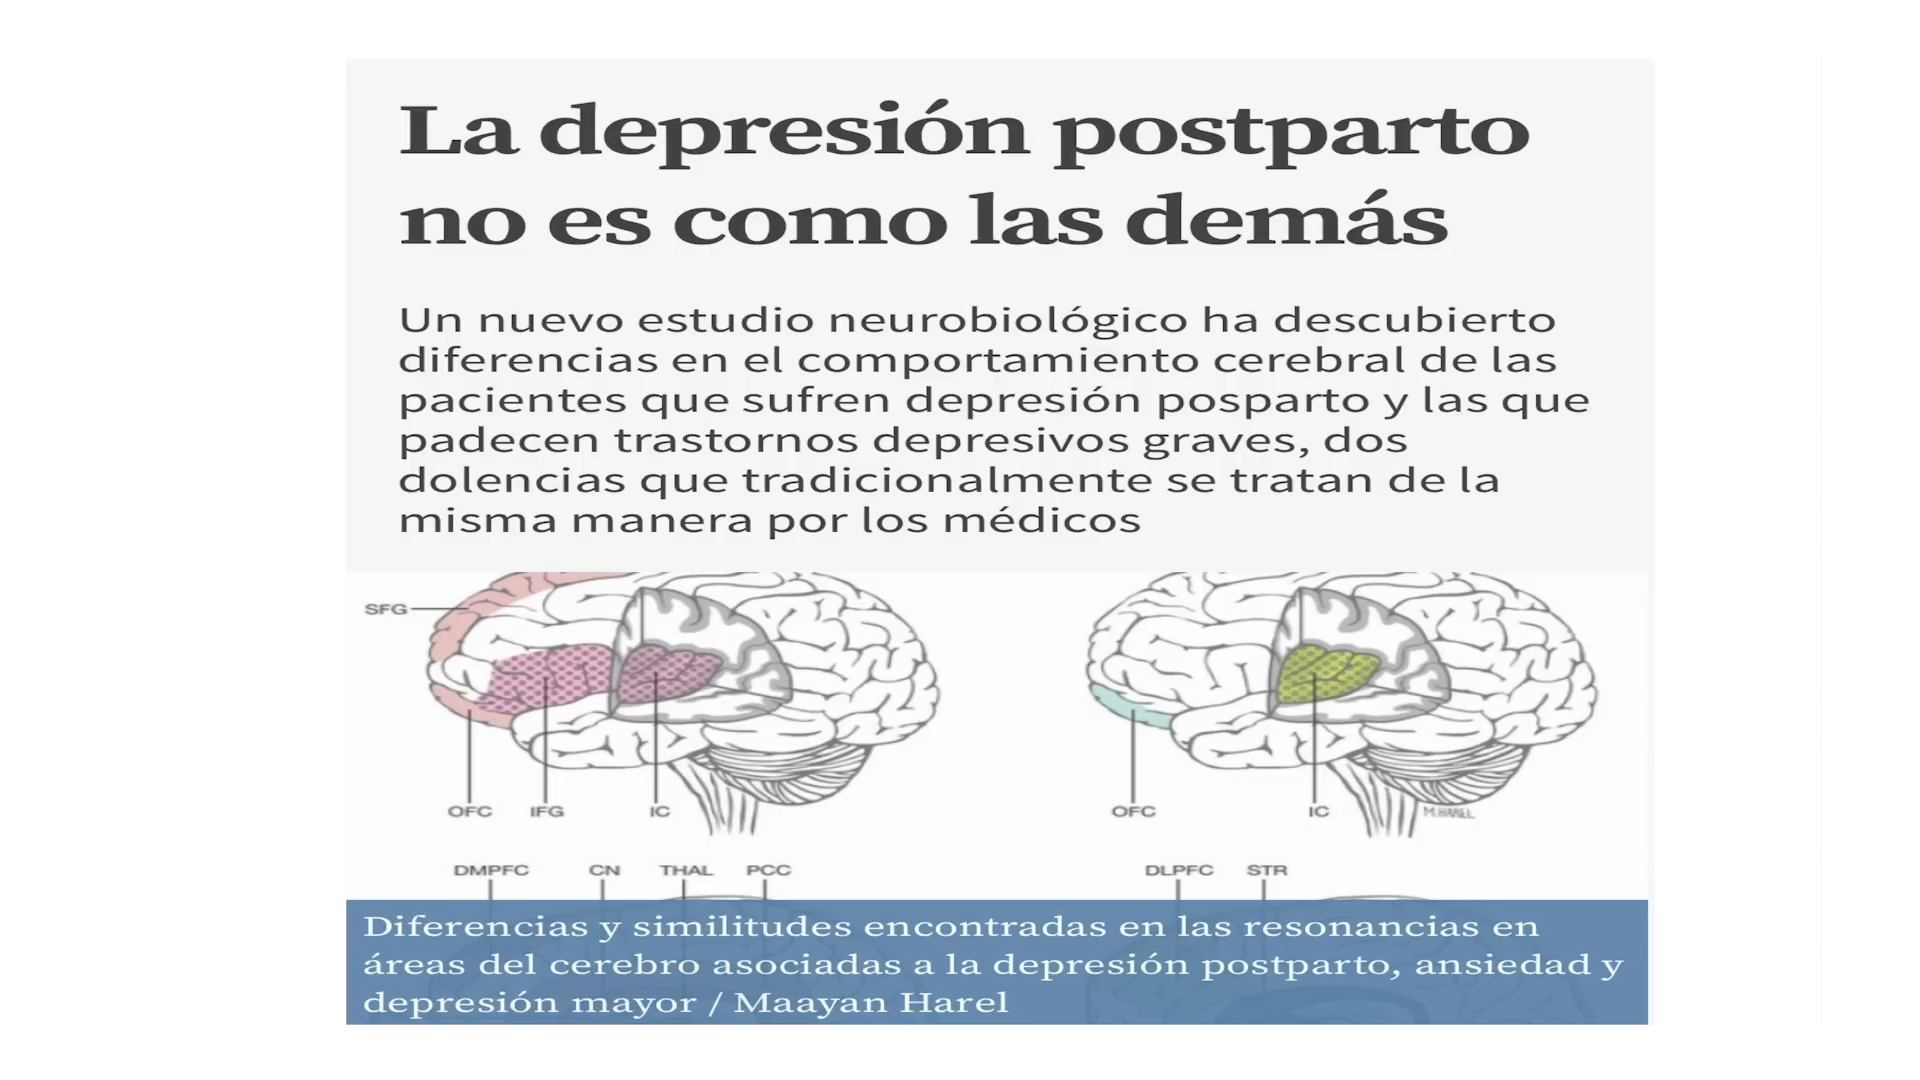 La depresión postparto
no es como las demás
Un nuevo estudio neurobiológico ha descubierto
diferencias en el comportamiento cerebral de las
pacientes que sufren depresión posparto y las que
padecen trastornos depresivos graves, dos
dolencias que tradicionalmente se tratan de la
misma manera por los médicos
SFG
OFC IFG IC
OFC IC M.HAREL
DMPFC CN THAL PCC
DLPFC STR
Diferencias y similitudes encontradas en las resonancias en
áreas del cerebro asociadas a la depresión postparto, ansiedad y
depresión mayor / Maayan Harel